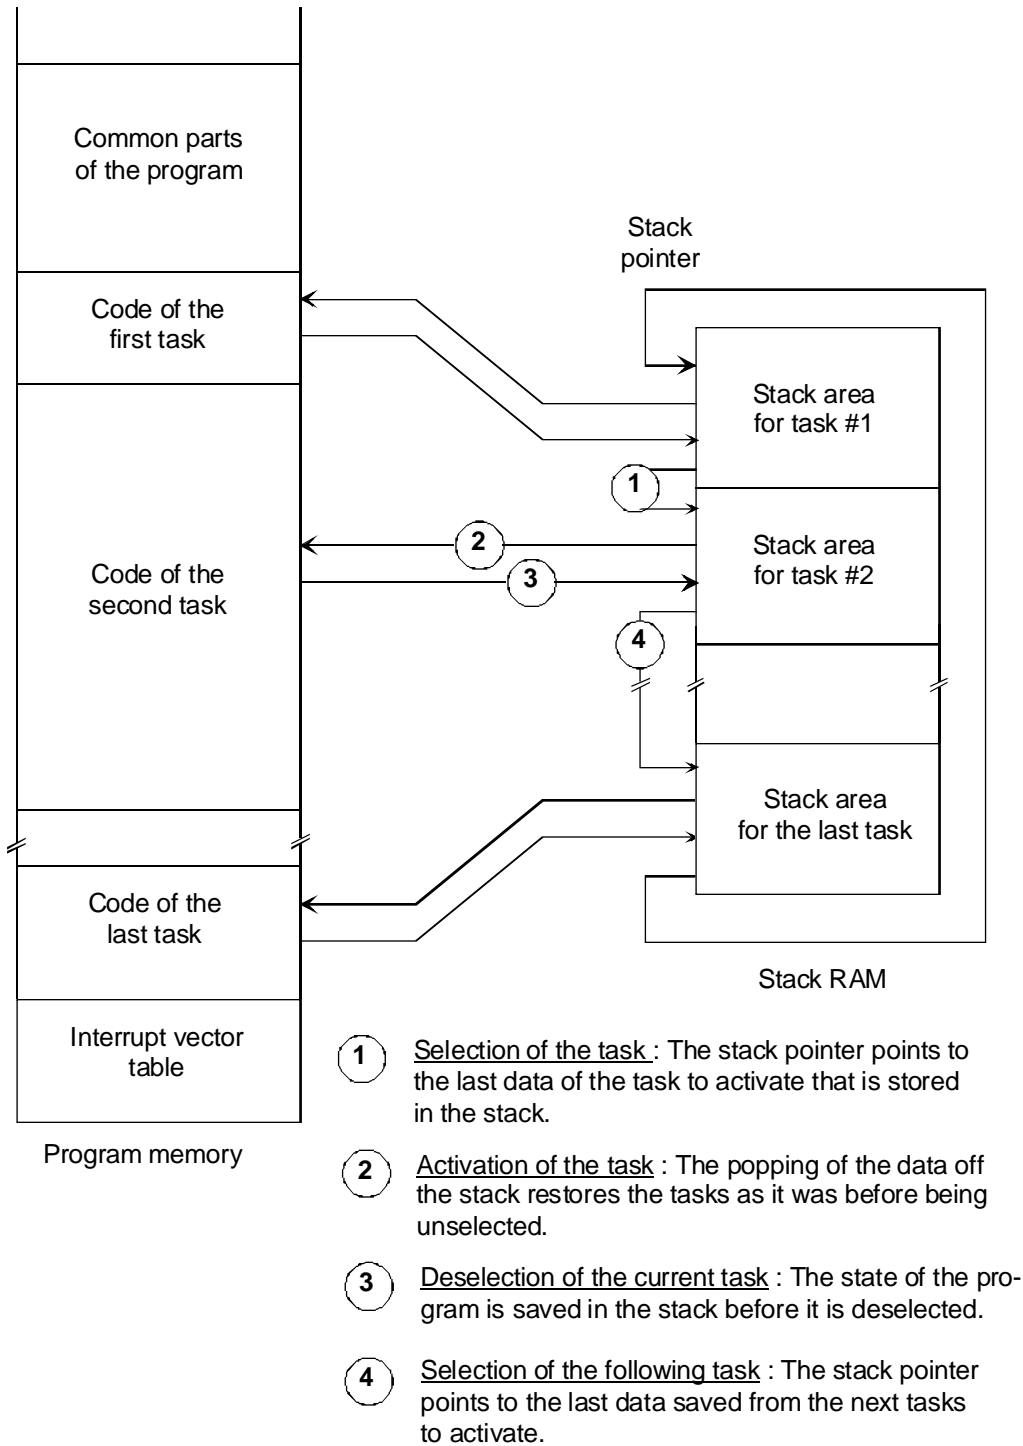 Common parts
of the program
Stack
pointer
Code of the
first task
Stack area
for task #1
1
2
3
Stack area
for task #2
Code of the
second task
4
Stack area
for the last task
Code of the
last task
Stack RAM
Interrupt vector
table
Program memory
1 Selection of the task : The stack pointer points to
the last data of the task to activate that is stored
in the stack.
2 Activation of the task : The popping of the data off
the stack restores the tasks as it was before being
unselected.
3 Deselection of the current task : The state of the pro-
gram is saved in the stack before it is deselected.
4 Selection of the following task : The stack pointer
points to the last data saved from the next tasks
to activate.